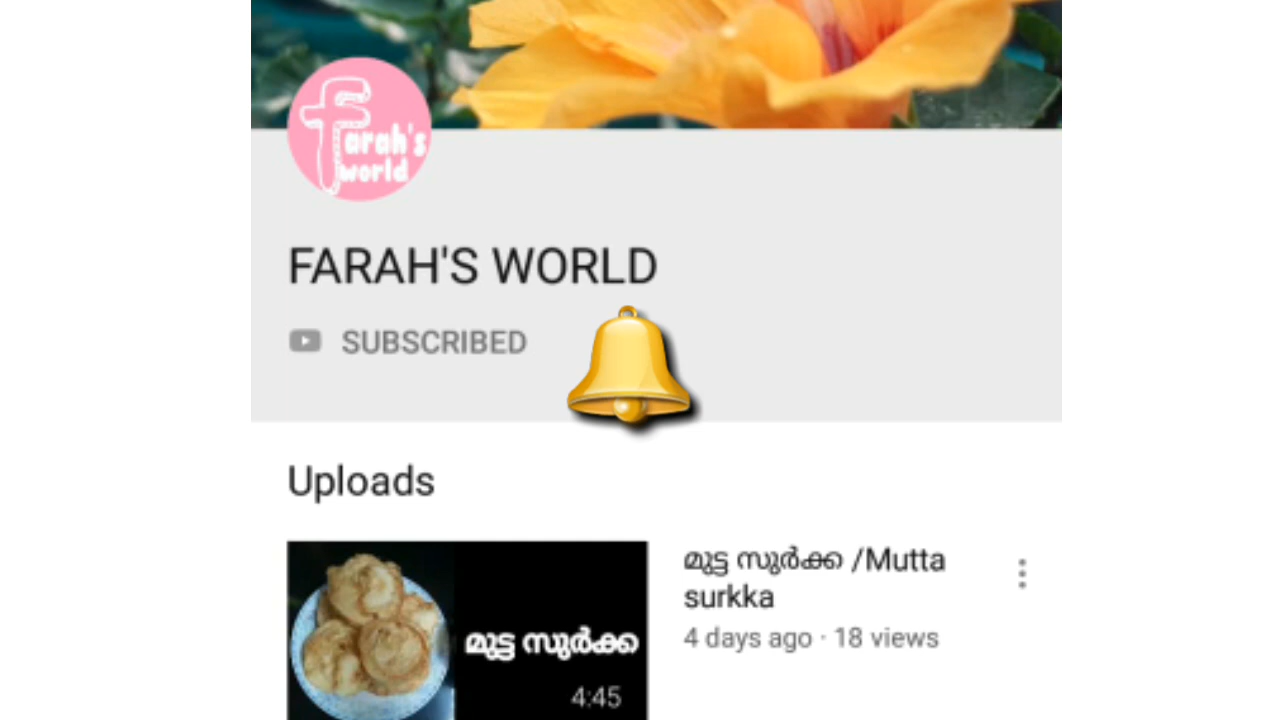 farah's
world
FARAH'S WORLD
SUBSCRIBED
Uploads
മുട്ട സുർക്ക
4:45
മുട്ട സുർക്ക /Mutta
surkka
4 days ago · 18 views